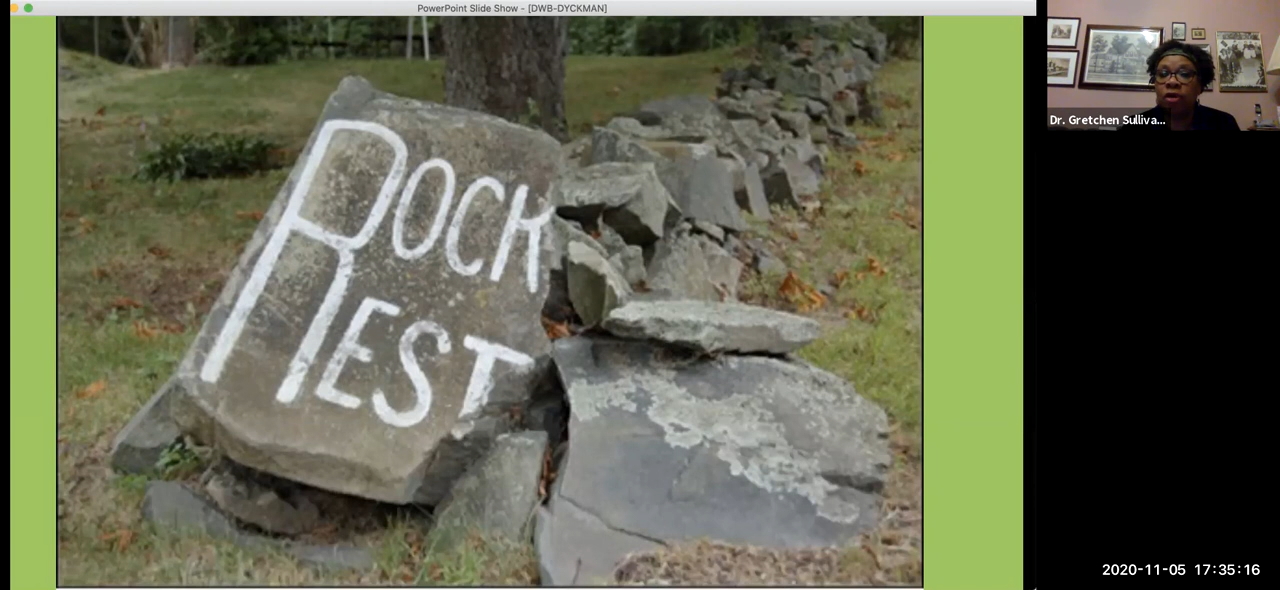 PowerPoint Slide Show - [DWB-DYCKMAN]
ROCK
REST
Dr. Gretchen Sulliva...
2020-11-05 17:35:16